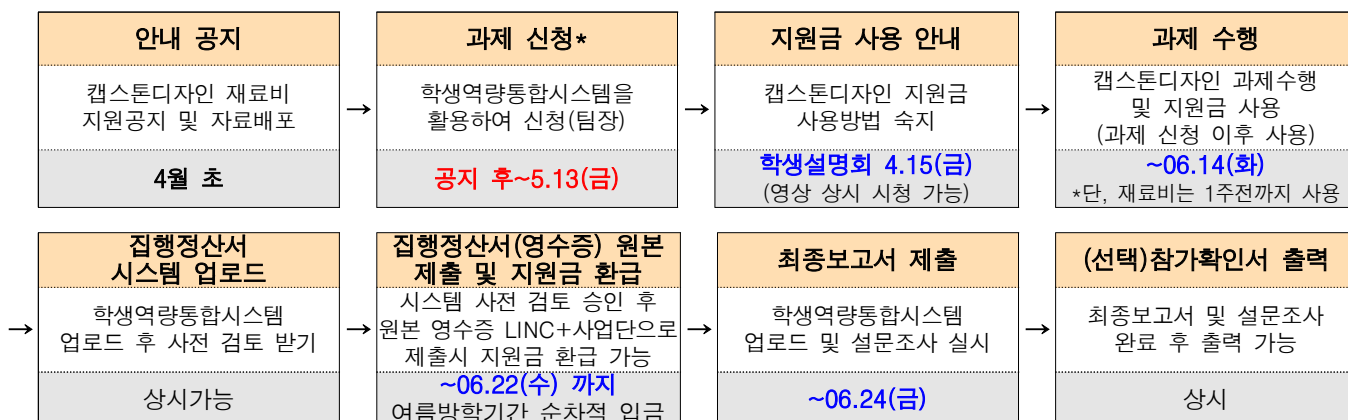 안내 공지
캡스톤디자인 재료비
지원공지 및 자료배포
4월 초
→
과제 신청*
학생역량통합시스템을
활용하여 신청(팀장)
공지 후~5.13(금)
→
지원금 사용 안내
캡스톤디자인 지원금
사용방법 숙지
학생설명회 4.15(금)
(영상 상시 시청 가능)
→
과제 수행
캡스톤디자인 과제수행
및 지원금 사용
(과제 신청 이후 사용)
~06.14(화)
*단, 재료비는 1주전까지 사용
→
집행정산서
시스템 업로드
학생역량통합시스템
업로드 후 사전 검토 받기
상시가능
→
집행정산서(영수증) 원본
제출 및 지원금 환급
시스템 사전 검토 승인 후
원본 영수증 LINC+사업단으로
제출시 지원금 환급 가능
~06.22(수) 까지
여름방학기간 순차적 입금
→
최종보고서 제출
학생역량통합시스템
업로드 및 설문조사 실시
~06.24(금)
→
(선택)참가확인서 출력
최종보고서 및 설문조사
완료 후 출력 가능
상시